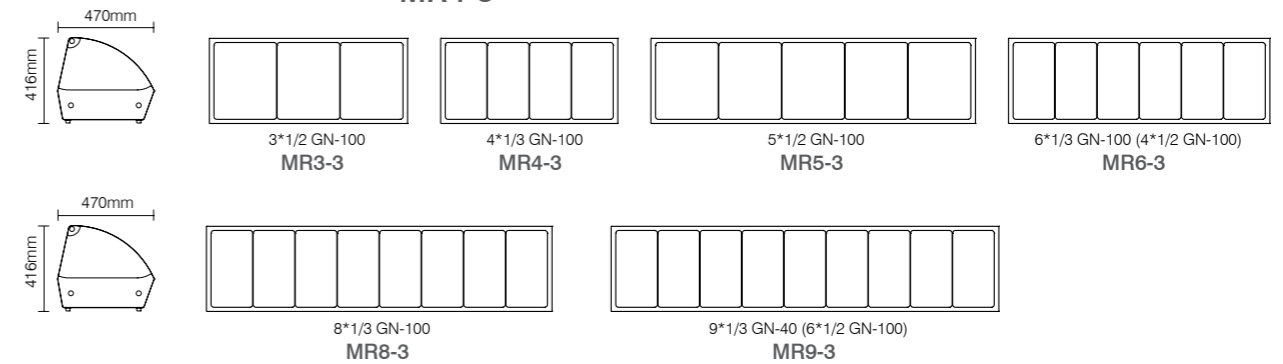 470mm
416mm
3*1/2 GN-100
MR3-3
4*1/3 GN-100
MR4-3
5*1/2 GN-100
MR5-3
6*1/3 GN-100 (4*1/2 GN-100)
MR6-3
470mm
416mm
8*1/3 GN-100
MR8-3
9*1/3 GN-40 (6*1/2 GN-100)
MR9-3